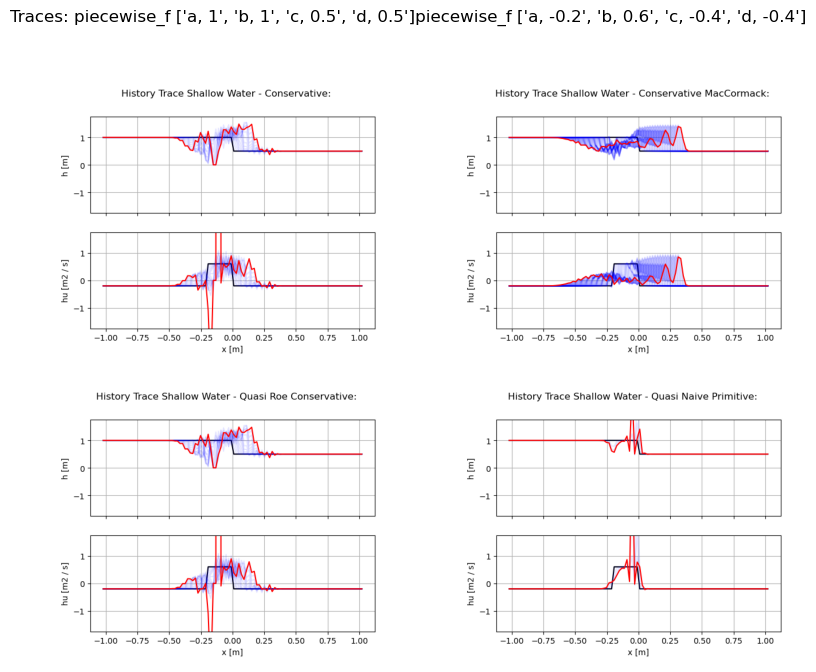 Traces: piecewise_f ['a, 1', 'b, 1', 'c, 0.5', 'd, 0.5']piecewise_f ['a, -0.2', 'b, 0.6', 'c, -0.4', 'd, -0.4']
History Trace Shallow Water - Conservative:
History Trace Shallow Water - Conservative MacCormack:
1
0
−1
h [m]
1
0
−1
h [m]
1
0
−1
hu [m2 / s]
−1.00 −0.75 −0.50 −0.25 0.00 0.25 0.50 0.75 1.00
x [m]
1
0
−1
hu [m2 / s]
−1.00 −0.75 −0.50 −0.25 0.00 0.25 0.50 0.75 1.00
x [m]
History Trace Shallow Water - Quasi Roe Conservative:
History Trace Shallow Water - Quasi Naive Primitive:
1
0
−1
h [m]
1
0
−1
h [m]
1
0
−1
hu [m2 / s]
−1.00 −0.75 −0.50 −0.25 0.00 0.25 0.50 0.75 1.00
x [m]
1
0
−1
hu [m2 / s]
−1.00 −0.75 −0.50 −0.25 0.00 0.25 0.50 0.75 1.00
x [m]